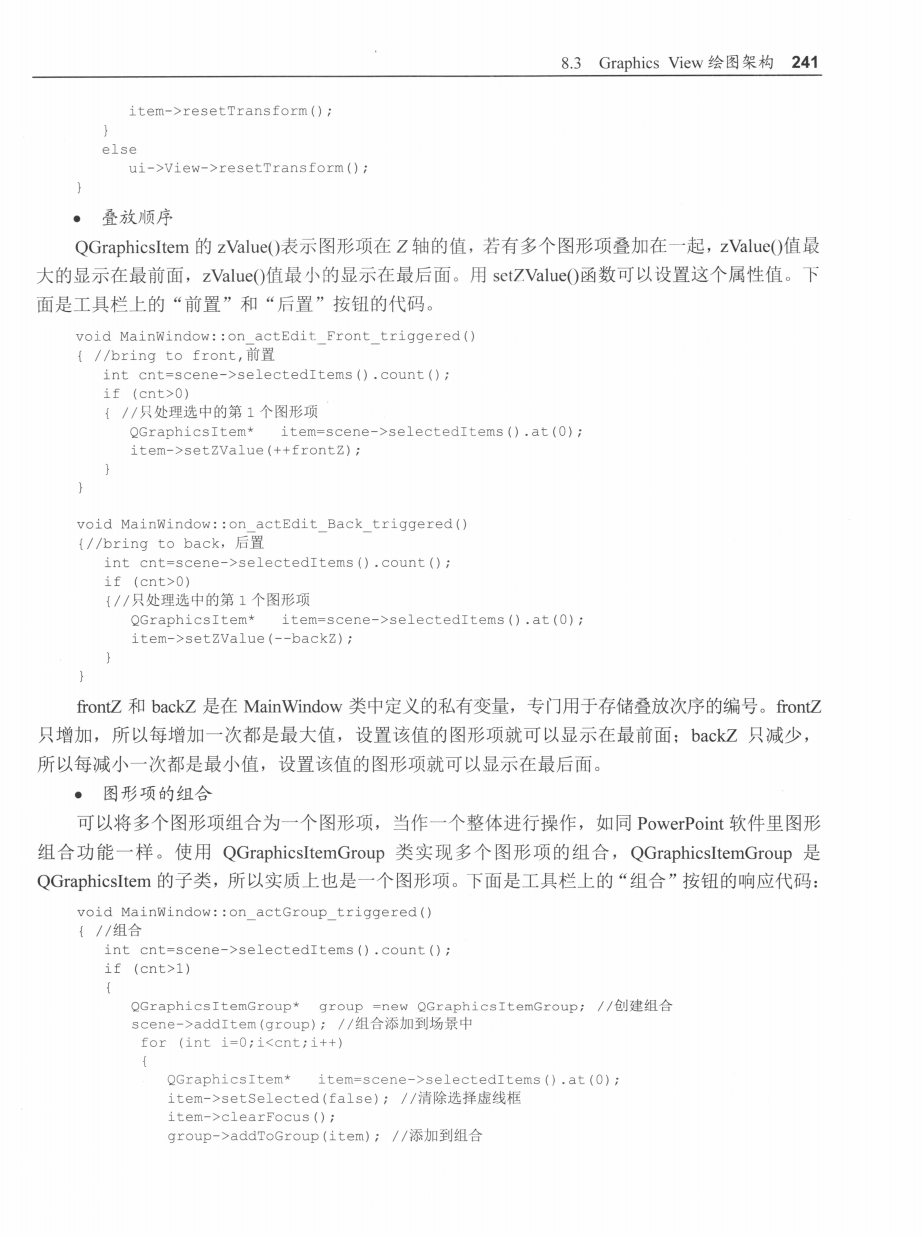 8.3 Graphics View 绘图架构 241
item->resetTransform();
}
else
ui->View->resetTransform();
}
• 叠放顺序
QGraphicsItem 的 zValue()表示图形项在 Z 轴的值，若有多个图形项叠加在一起，zValue()值最
大的显示在最前面，zValue()值最小的显示在最后面。用 setZValue()函数可以设置这个属性值。下
面是工具栏上的“前置”和“后置”按钮的代码。
void MainWindow::on_actEdit_Front_triggered()
{ //bring to front,前置
int cnt=scene->selectedItems().count();
if (cnt>0)
{ //只处理选中的第 1 个图形项
QGraphicsItem* item=scene->selectedItems().at(0);
item->setZValue(++frontZ);
}
}
void MainWindow::on_actEdit_Back_triggered()
{//bring to back，后置
int cnt=scene->selectedItems().count();
if (cnt>0)
{//只处理选中的第 1 个图形项
QGraphicsItem* item=scene->selectedItems().at(0);
item->setZValue(--backZ);
}
}
frontZ 和 backZ 是在 MainWindow 类中定义的私有变量，专门用于存储叠放次序的编号。frontZ
只增加，所以每增加一次都是最大值，设置该值的图形项就可以显示在最前面；backZ 只减少，
所以每减小一次都是最小值，设置该值的图形项就可以显示在最后面。
• 图形项的组合
可以将多个图形项组合为一个图形项，当作一个整体进行操作，如同 PowerPoint 软件里图形
组合功能一样。使用 QGraphicsItemGroup 类实现多个图形项的组合，QGraphicsItemGroup 是
QGraphicsItem 的子类，所以实质上也是一个图形项。下面是工具栏上的“组合”按钮的响应代码：
void MainWindow::on_actGroup_triggered()
{ //组合
int cnt=scene->selectedItems().count();
if (cnt>1)
{
QGraphicsItemGroup* group =new QGraphicsItemGroup; //创建组合
scene->addItem(group); //组合添加到场景中
for (int i=0;i<cnt;i++)
{
QGraphicsItem* item=scene->selectedItems().at(0);
item->setSelected(false); //清除选择虚线框
item->clearFocus();
group->addToGroup(item); //添加到组合